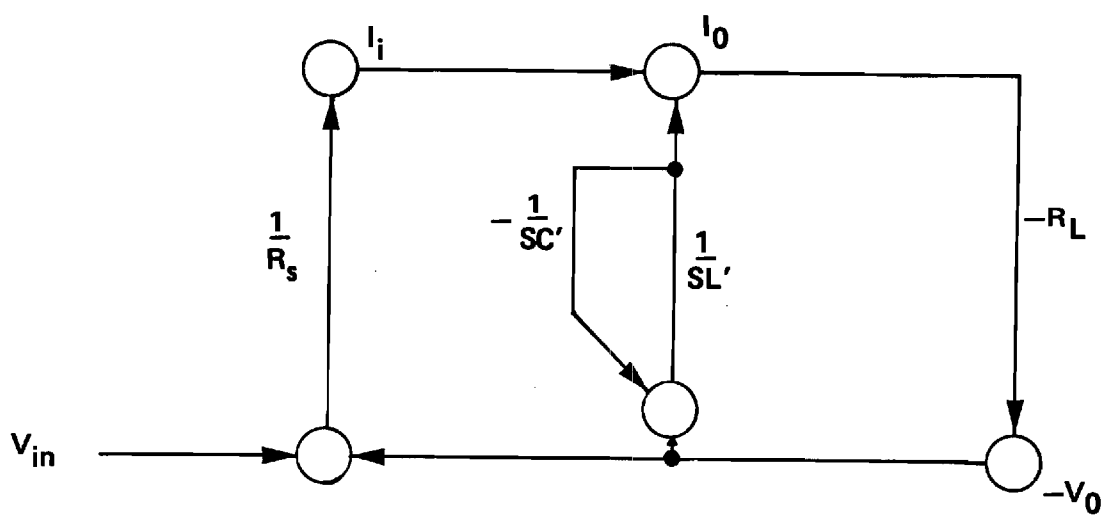 I_i
I_0
1/R_s
− 1/SC′
1/SL′
−R_L
V_in
−V_0